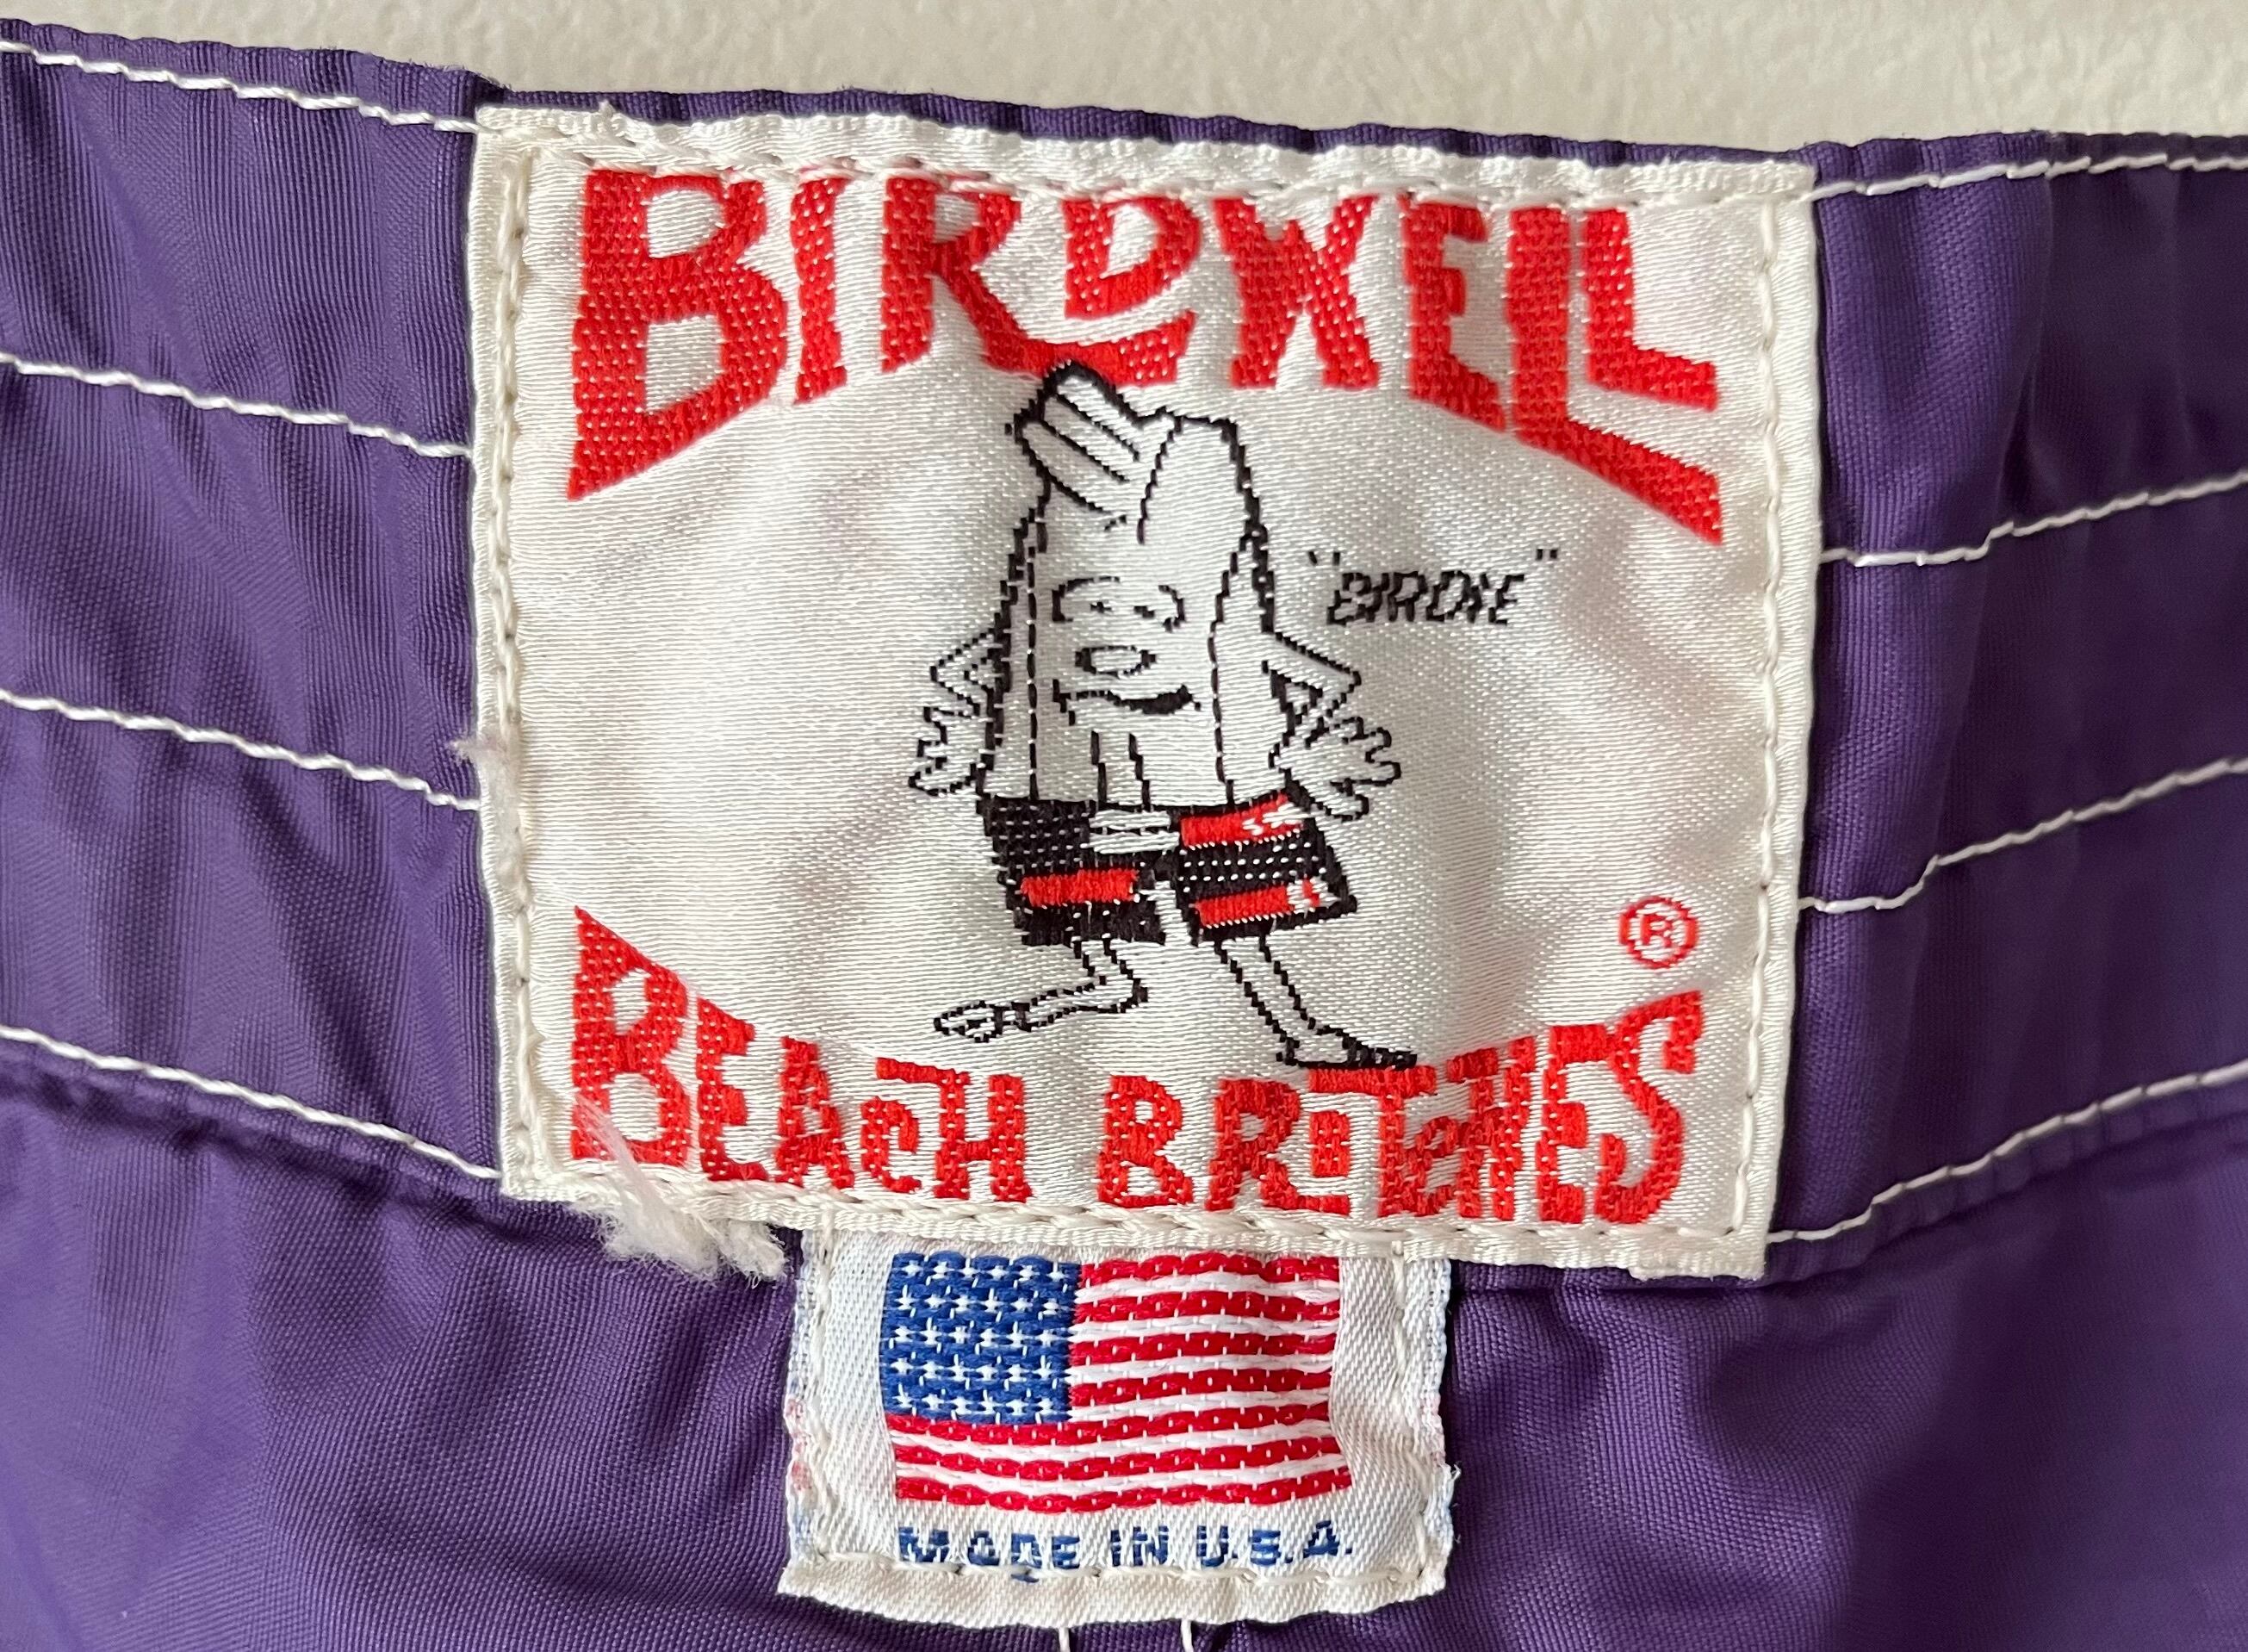 BIRDWELL
"BIRDIE"
®
BEACH BRITCHES
MADE IN U.S.A.